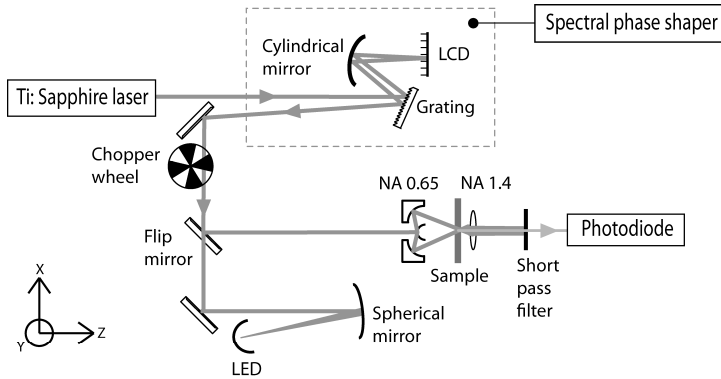 Spectral phase shaper
Cylindrical
mirror
LCD
Ti: Sapphire laser
Grating
Chopper
wheel
NA 0.65
NA 1.4
Flip
mirror
Photodiode
Sample
Short
pass
filter
X
Y
Z
Spherical
mirror
LED